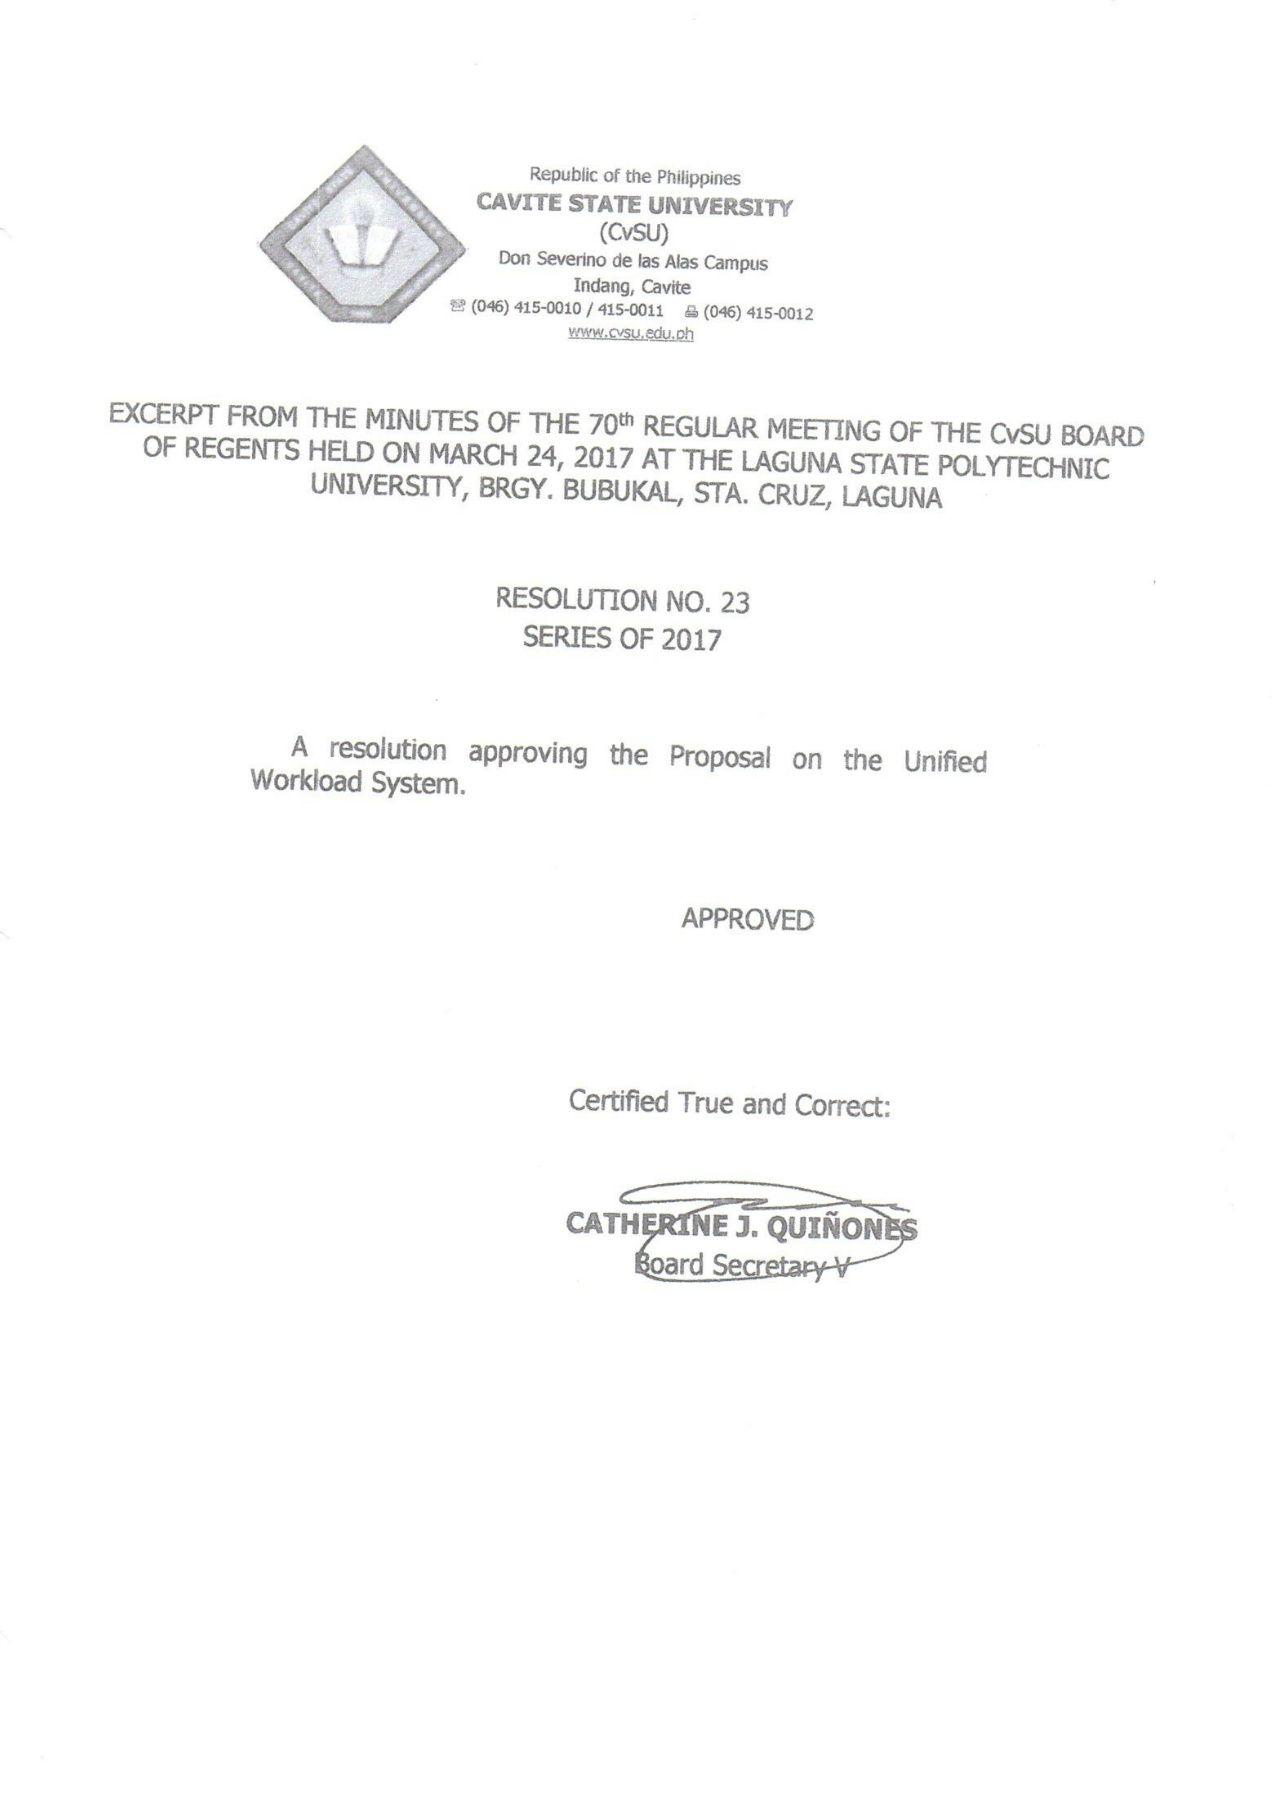 Republic of the Philippines
CAVITE STATE UNIVERSITY
(CvSU)
Don Severino de las Alas Campus
Indang, Cavite
☏ (046) 415-0010 / 415-0011 🖷 (046) 415-0012
www.cvsu.edu.ph
EXCERPT FROM THE MINUTES OF THE 70th REGULAR MEETING OF THE CvSU BOARD
OF REGENTS HELD ON MARCH 24, 2017 AT THE LAGUNA STATE POLYTECHNIC
UNIVERSITY, BRGY. BUBUKAL, STA. CRUZ, LAGUNA
RESOLUTION NO. 23
SERIES OF 2017
A resolution approving the Proposal on the Unified
Workload System.
APPROVED
Certified True and Correct:
CATHERINE J. QUIÑONES
Board Secretary V